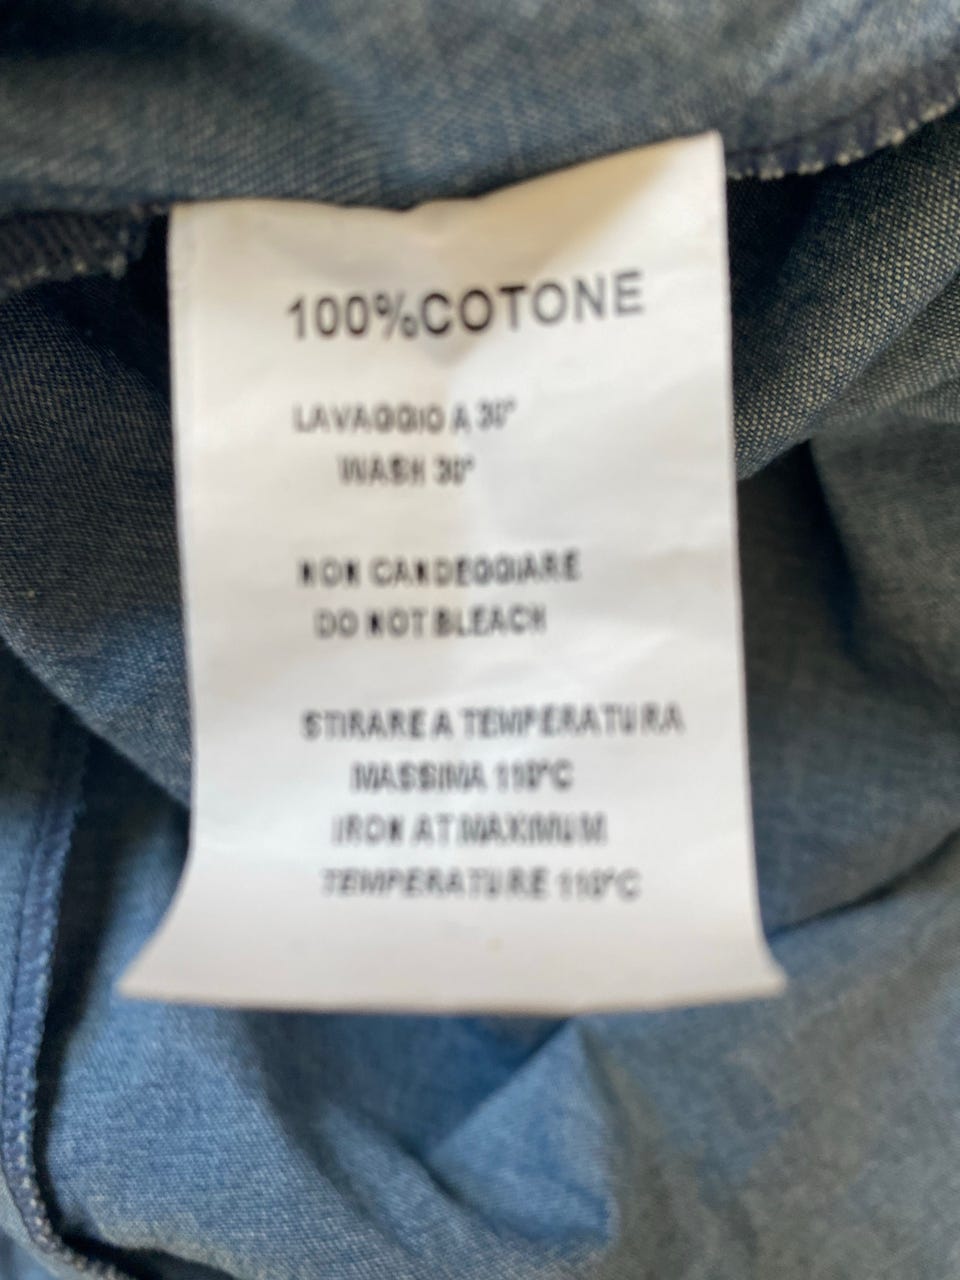 100%COTONE
LAVAGGIO A 30°
WASH 30°
NON CANDEGGIARE
DO NOT BLEACH
STIRARE A TEMPERATURA
MASSIMA 110°C
IRON AT MAXIMUM
TEMPERATURE 110°C